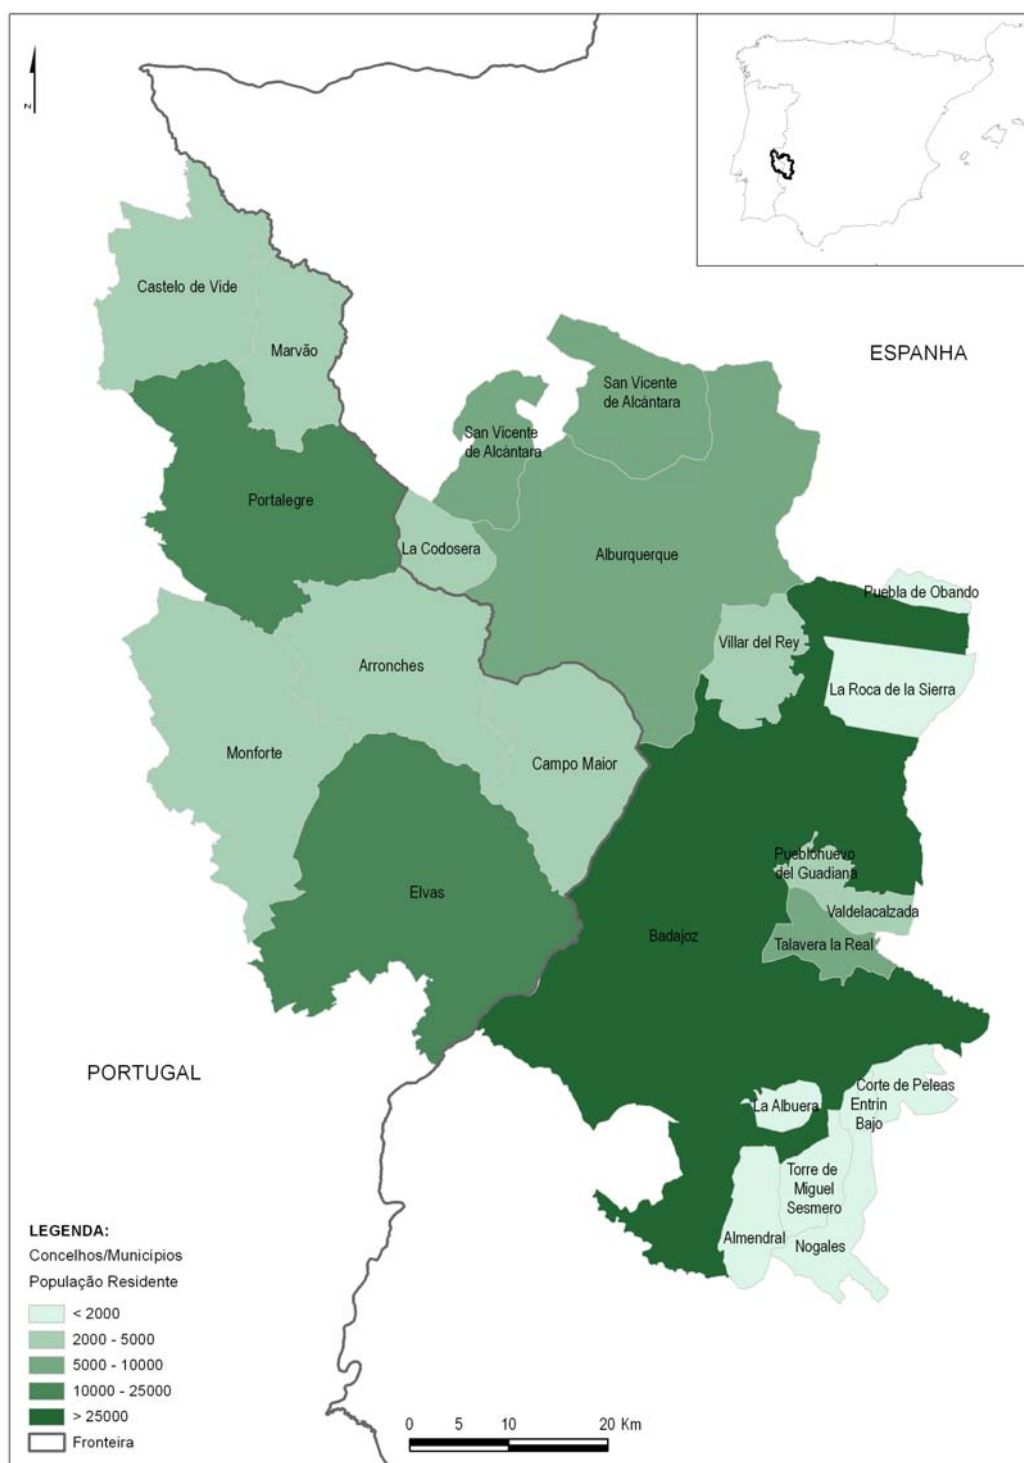 z
ESPANHA
Castelo de Vide
Marvão
San Vicente
de Alcántara
San Vicente
de Alcántara
Portalegre
La Codosera
Alburquerque
Puebla de Obando
Villar del Rey
Arronches
La Roca de la Sierra
Monforte
Campo Maior
Pueblonuevo
del Guadiana
Elvas
Valdelacalzada
Badajoz
Talavera la Real
PORTUGAL
Corte de Peleas
La Albuera
Entrin
Bajo
Torre de
Miguel
Sesmero
Almendral
Nogales
LEGENDA:
Concelhos/Municípios
População Residente
< 2000
2000 - 5000
5000 - 10000
10000 - 25000
> 25000
Fronteira
0 5 10 20 Km